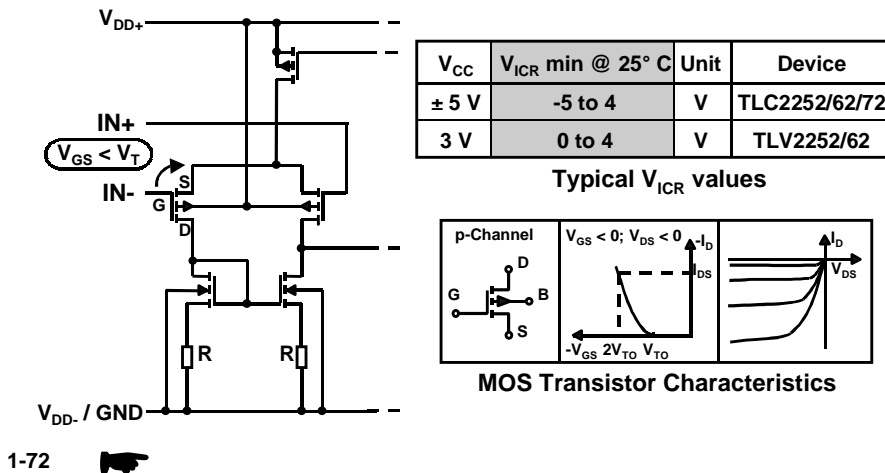 V_DD+
IN+
V_GS < V_T
IN-
S
G
D
R
R
V_DD- / GND
V_CC V_ICR min @ 25° C Unit Device
± 5 V -5 to 4 V TLC2252/62/72
3 V 0 to 4 V TLV2252/62
Typical V_ICR values
p-Channel
D
G
B
S
V_GS < 0; V_DS < 0
-I_D
I_DS
-V_GS 2V_TO V_TO
I_D
V_DS
MOS Transistor Characteristics
1-72